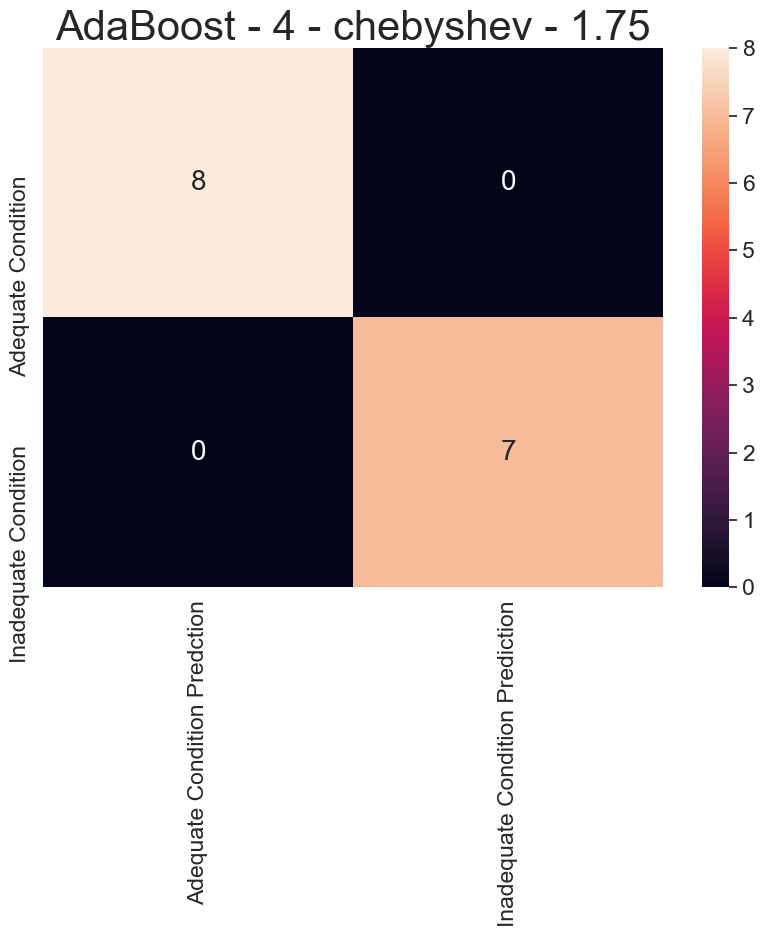 AdaBoost - 4 - chebyshev - 1.75
Adequate Condition
Inadequate Condition
8
0
0
7
Adequate Condition Predction
Inadequate Condition Prediction
8
7
6
5
4
3
2
1
0